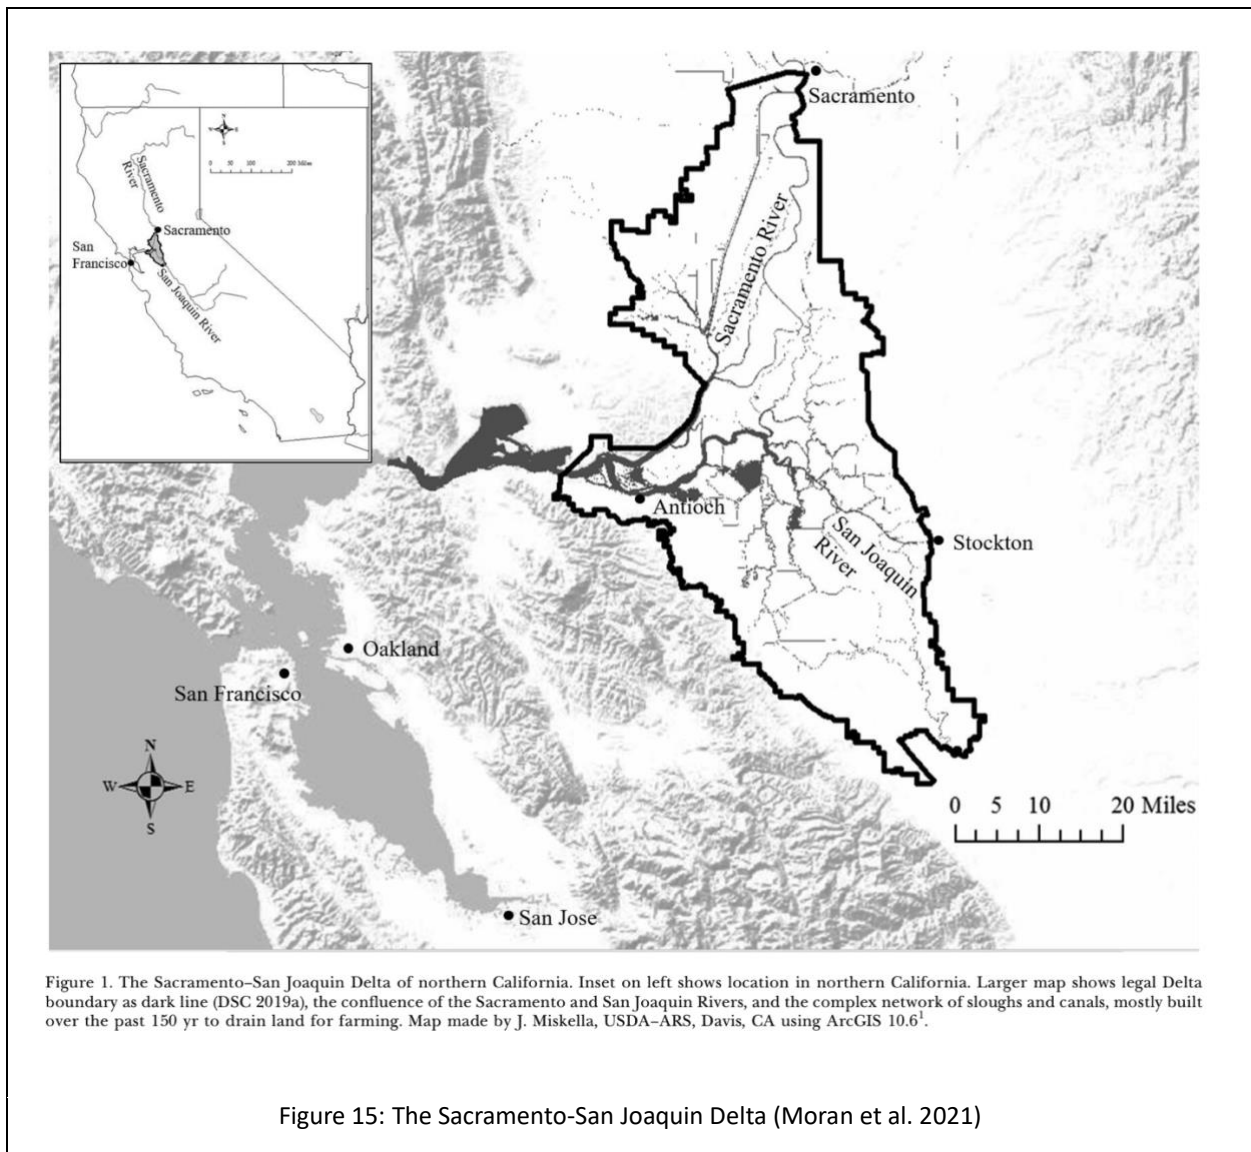 N
W
E
S
0 50 100 200 Miles
Sacramento
River
Sacramento
San
Francisco
San Joaquin River
Sacramento
Sacramento River
Antioch
San Joaquin
River
Stockton
Oakland
San Francisco
N
W
E
S
0 5 10 20 Miles
San Jose
Figure 1. The Sacramento–San Joaquin Delta of northern California. Inset on left shows location in northern California. Larger map shows legal Delta
boundary as dark line (DSC 2019a), the confluence of the Sacramento and San Joaquin Rivers, and the complex network of sloughs and canals, mostly built
over the past 150 yr to drain land for farming. Map made by J. Miskella, USDA–ARS, Davis, CA using ArcGIS 10.6¹.
Figure 15: The Sacramento-San Joaquin Delta (Moran et al. 2021)